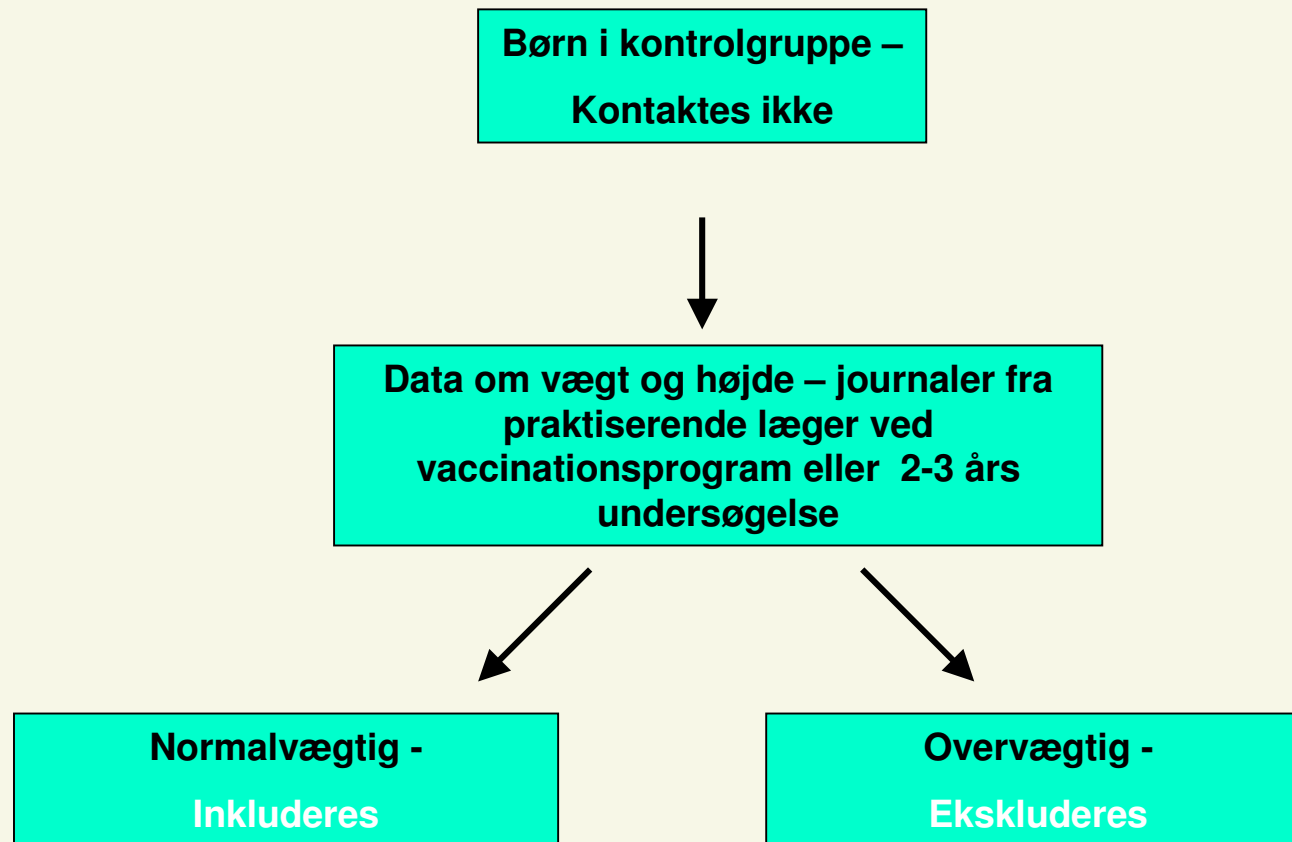 Børn i kontrolgruppe –
Kontaktes ikke
Data om vægt og højde – journaler fra
praktiserende læger ved
vaccinationsprogram eller 2-3 års
undersøgelse
Normalvægtig -
Inkluderes
Overvægtig -
Ekskluderes